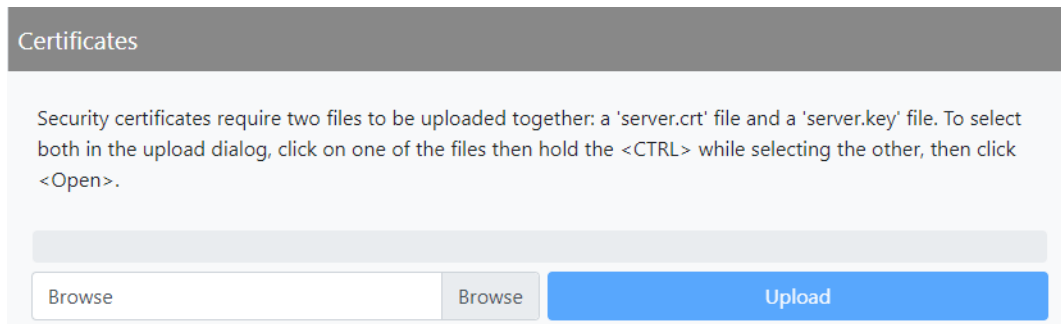 Certificates
Security certificates require two files to be uploaded together: a 'server.crt' file and a 'server.key' file. To select
both in the upload dialog, click on one of the files then hold the <CTRL> while selecting the other, then click
<Open>.
Browse Browse Upload